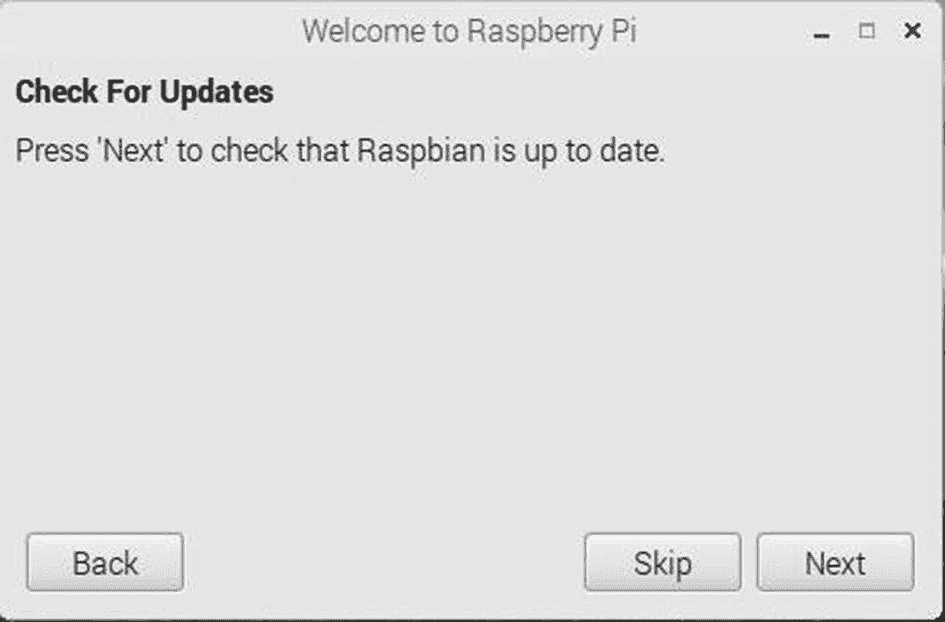 Welcome to Raspberry Pi
Check For Updates
Press 'Next' to check that Raspbian is up to date.
Back
Skip
Next